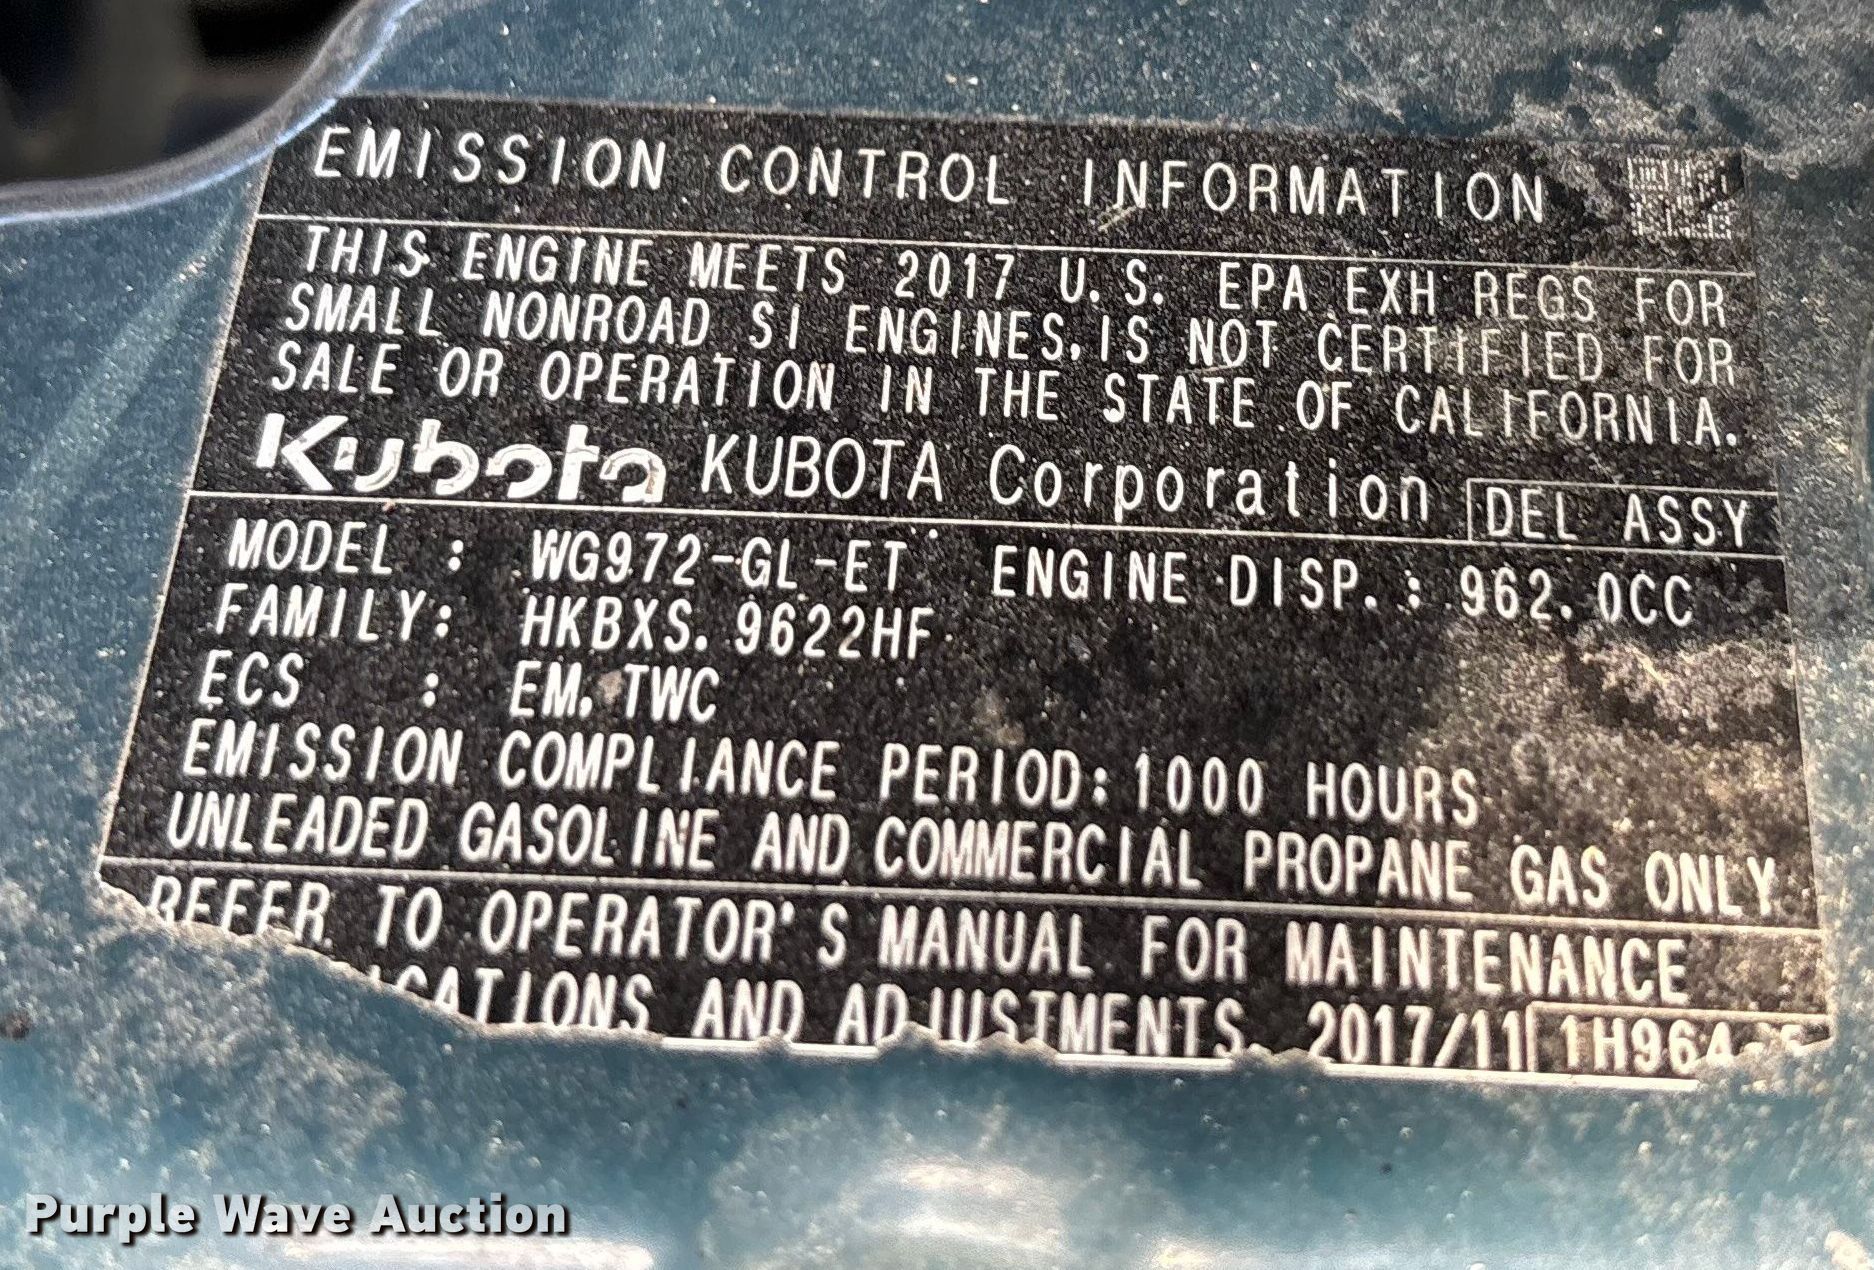 EMISSION CONTROL INFORMATION
THIS ENGINE MEETS 2017 U.S. EPA EXH REGS FOR
SMALL NONROAD SI ENGINES, IS NOT CERTIFIED FOR
SALE OR OPERATION IN THE STATE OF CALIFORNIA.
Kubota KUBOTA Corporation DEL ASSY
MODEL : WG972-GL-ET ENGINE DISP. : 962.0CC
FAMILY: HKBXS.9622HF
ECS : EM, TWC
EMISSION COMPLIANCE PERIOD: 1000 HOURS
UNLEADED GASOLINE AND COMMERCIAL PROPANE GAS ONLY
REFER TO OPERATOR'S MANUAL FOR MAINTENANCE
AND ADJUSTMENTS. 2017/11
Purple Wave Auction